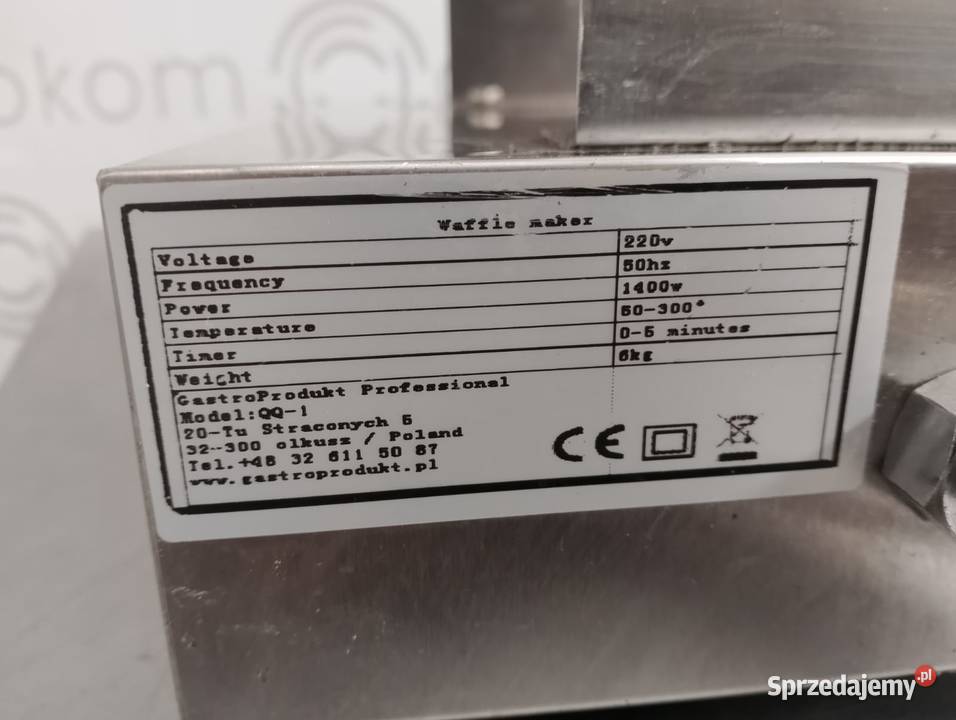 okom
Waffle maker
Voltage 220v
Frequency 50hz
Power 1400w
Temperature 50-300°
Timer 0-5 minutes
Weight 6kg
GastroProdukt Professional
Model:QQ-1
20-Tu Straconych 5
32--300 olkusz / Poland
Tel.+48 32 611 50 87
www.gastroprodukt.pl
CE
Sprzedajemy.pl